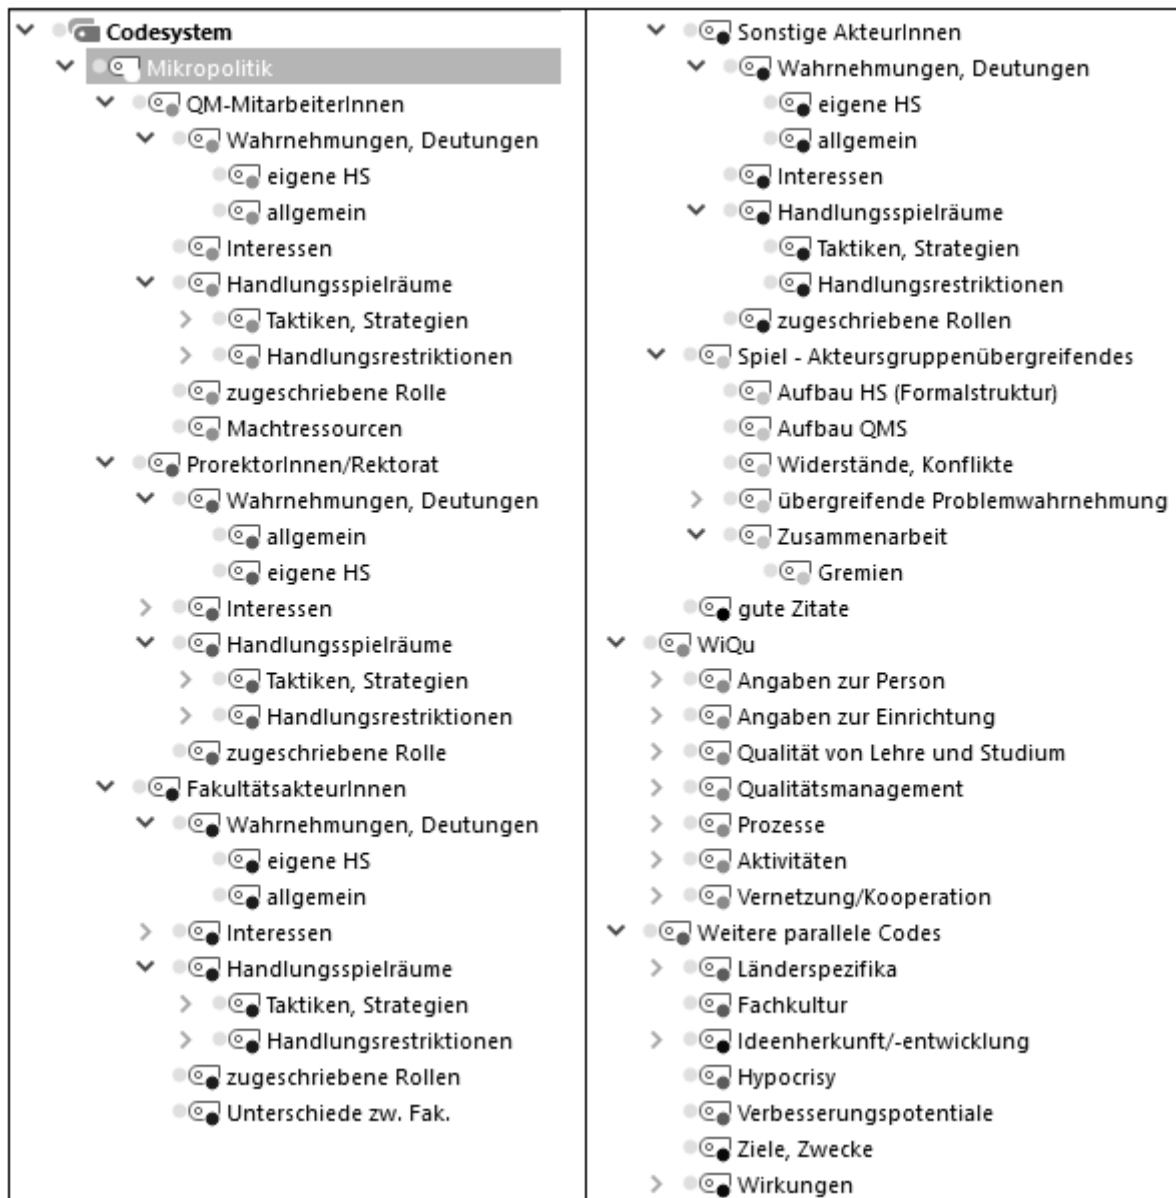 Codesystem
Mikropolitik
QM-MitarbeiterInnen
Wahrnehmungen, Deutungen
eigene HS
allgemein
Interessen
Handlungsspielräume
Taktiken, Strategien
Handlungsrestriktionen
zugeschriebene Rolle
Machtressourcen
ProrektorInnen/Rektorat
Wahrnehmungen, Deutungen
allgemein
eigene HS
Interessen
Handlungsspielräume
Taktiken, Strategien
Handlungsrestriktionen
zugeschriebene Rolle
FakultätsakteurInnen
Wahrnehmungen, Deutungen
eigene HS
allgemein
Interessen
Handlungsspielräume
Taktiken, Strategien
Handlungsrestriktionen
zugeschriebene Rollen
Unterschiede zw. Fak.
Sonstige AkteurInnen
Wahrnehmungen, Deutungen
eigene HS
allgemein
Interessen
Handlungsspielräume
Taktiken, Strategien
Handlungsrestriktionen
zugeschriebene Rollen
Spiel - Akteursgruppenübergreifendes
Aufbau HS (Formalstruktur)
Aufbau QMS
Widerstände, Konflikte
übergreifende Problemwahrnehmung
Zusammenarbeit
Gremien
gute Zitate
WiQu
Angaben zur Person
Angaben zur Einrichtung
Qualität von Lehre und Studium
Qualitätsmanagement
Prozesse
Aktivitäten
Vernetzung/Kooperation
Weitere parallele Codes
Länderspezifika
Fachkultur
Ideenherkunft/-entwicklung
Hypocrisy
Verbesserungspotentiale
Ziele, Zwecke
Wirkungen